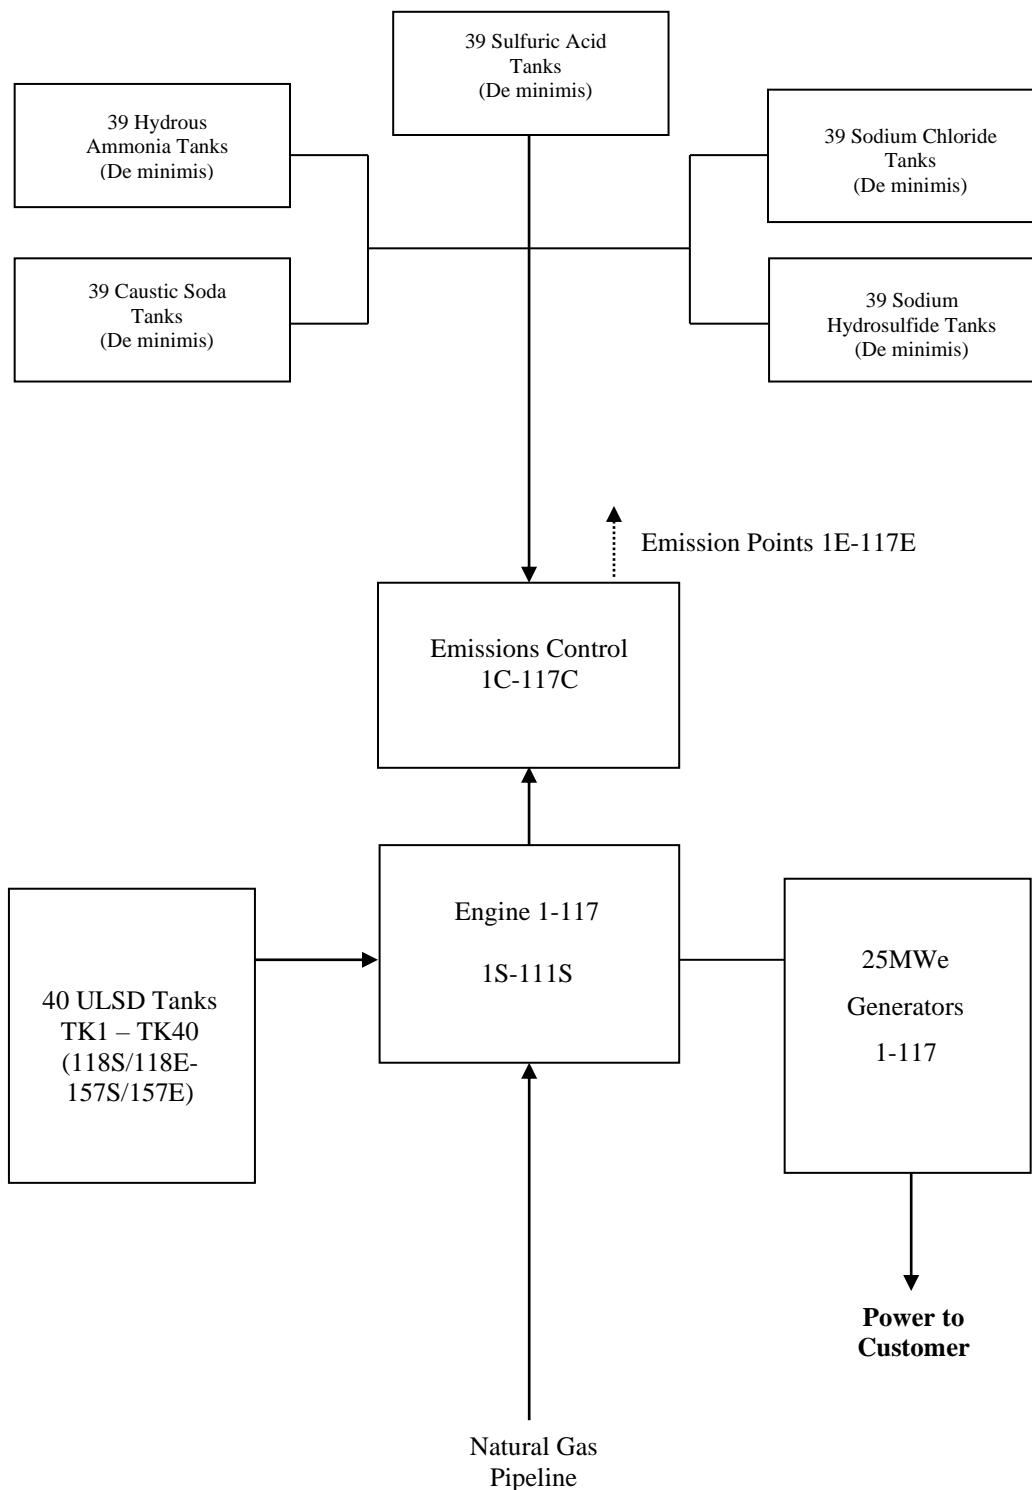 39 Sulfuric Acid
Tanks
(De minimis)
39 Hydrous
Ammonia Tanks
(De minimis)
39 Sodium Chloride
Tanks
(De minimis)
39 Caustic Soda
Tanks
(De minimis)
39 Sodium
Hydrosulfide Tanks
(De minimis)
Emission Points 1E-117E
Emissions Control
1C-117C
Engine 1-117
1S-111S
40 ULSD Tanks
TK1 – TK40
(118S/118E-
157S/157E)
25MWe
Generators
1-117
Power to
Customer
Natural Gas
Pipeline